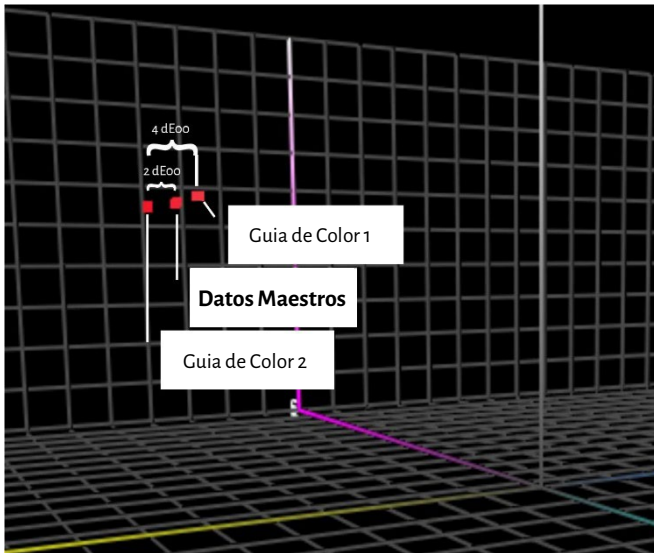 4 dE00
2 dE00
Guia de Color 1
Datos Maestros
Guia de Color 2